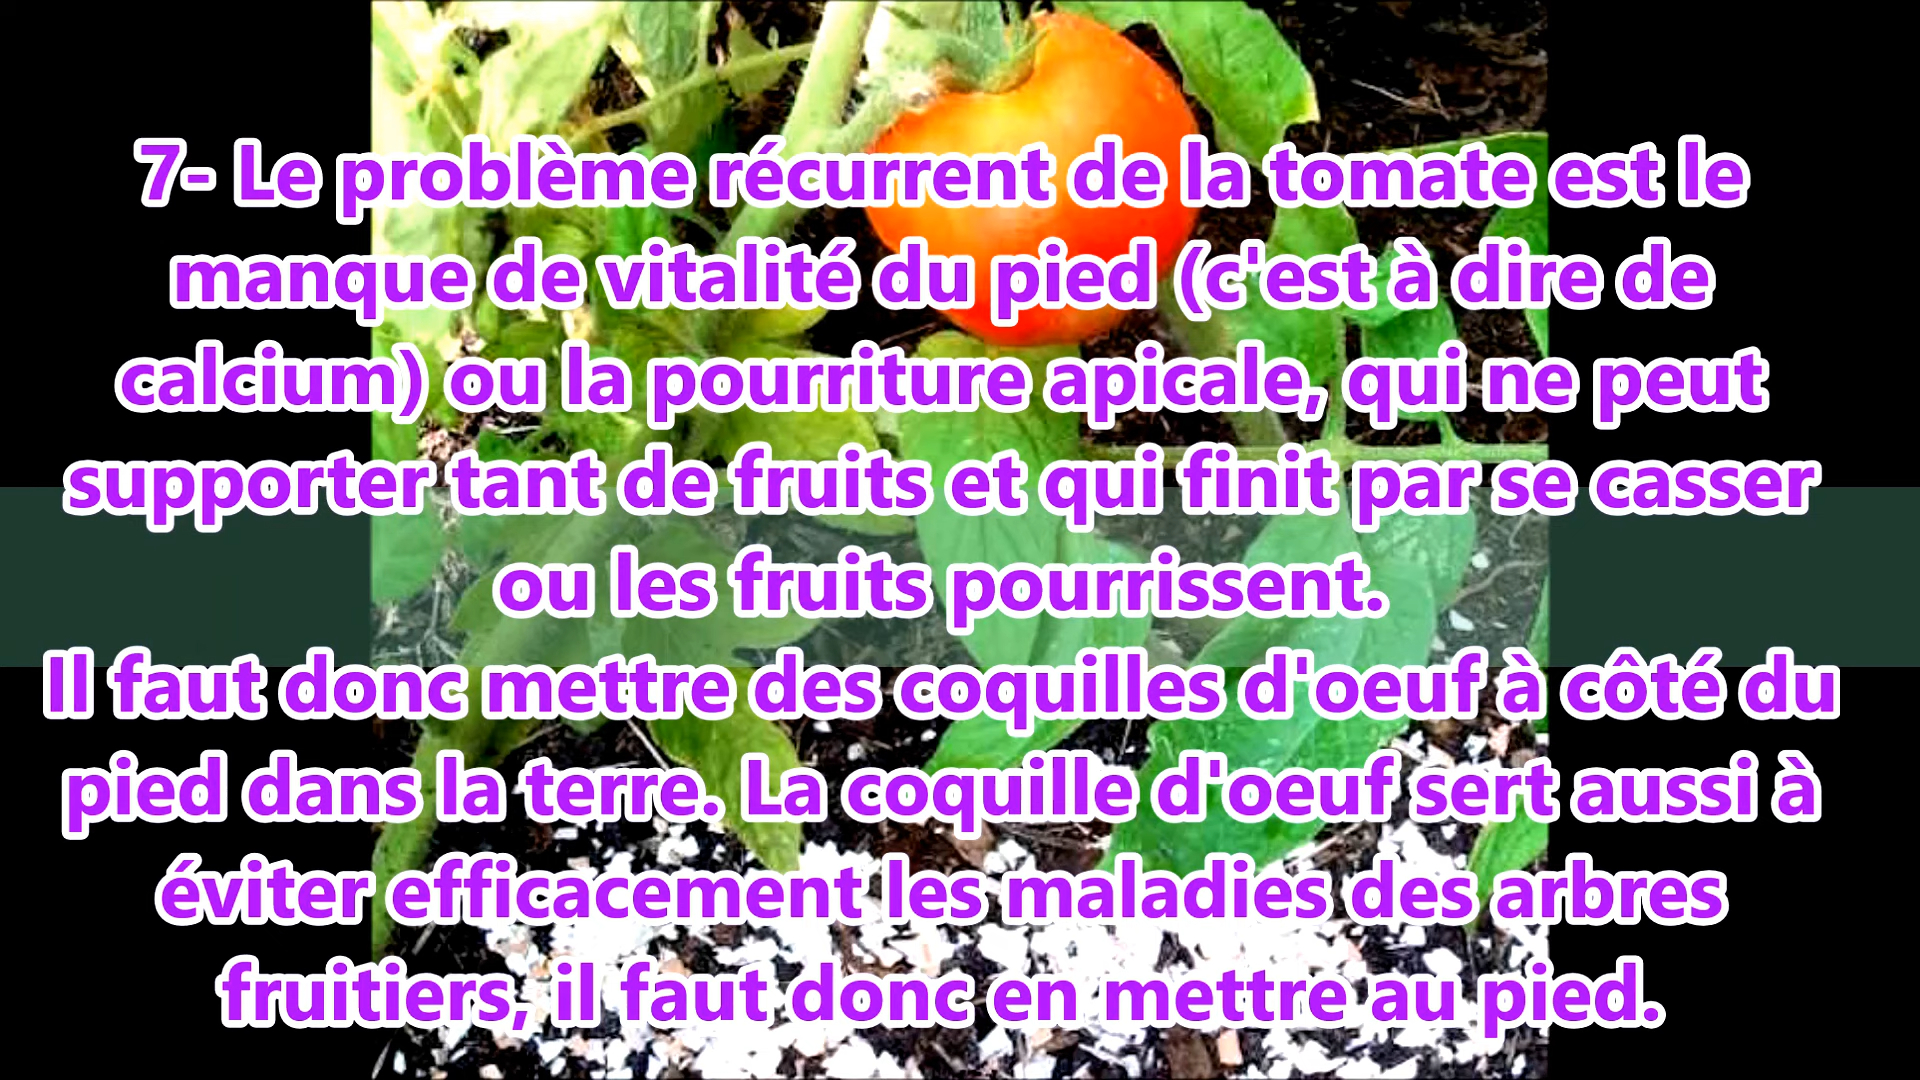 7- Le problème récurrent de la tomate est le
manque de vitalité du pied (c'est à dire de
calcium) ou la pourriture apicale, qui ne peut
supporter tant de fruits et qui finit par se casser
ou les fruits pourrissent.
Il faut donc mettre des coquilles d'oeuf à côté du
pied dans la terre. La coquille d'oeuf sert aussi à
éviter efficacement les maladies des arbres
fruitiers, il faut donc en mettre au pied.